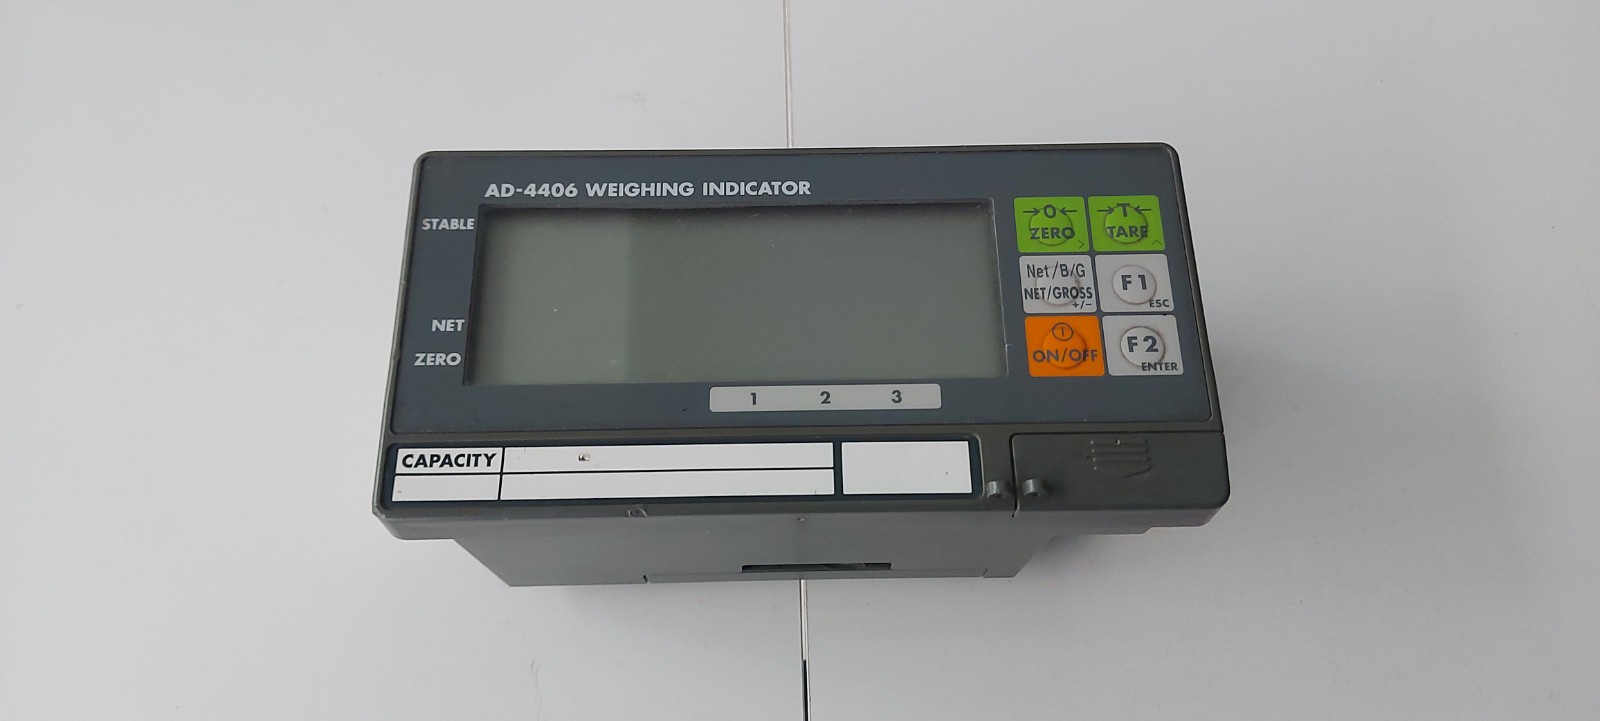 AD-4406 WEIGHING INDICATOR
STABLE
NET
ZERO
→0←
ZERO
→T←
TARE
Net/B/G
NET/GROSS
+/−
F1
ESC
ON/OFF
F2
ENTER
1 2 3
CAPACITY